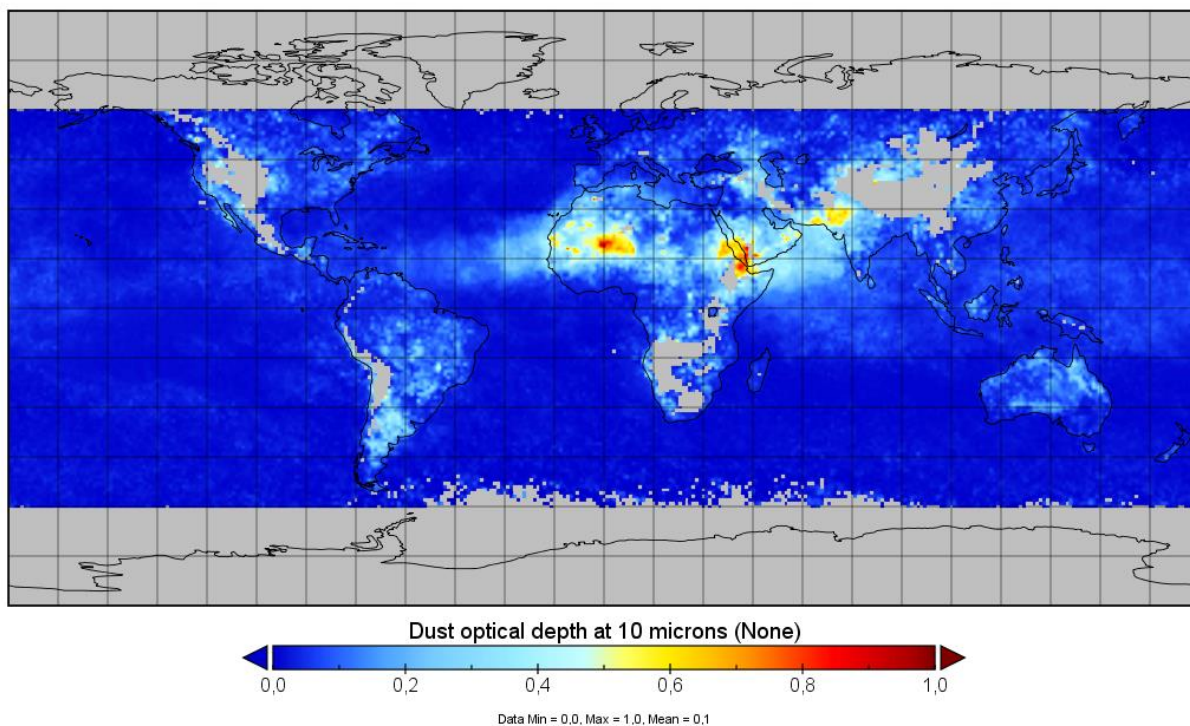 Dust optical depth at 10 microns (None)
0,0 0,2 0,4 0,6 0,8 1,0
Data Min = 0,0, Max = 1,0, Mean = 0,1